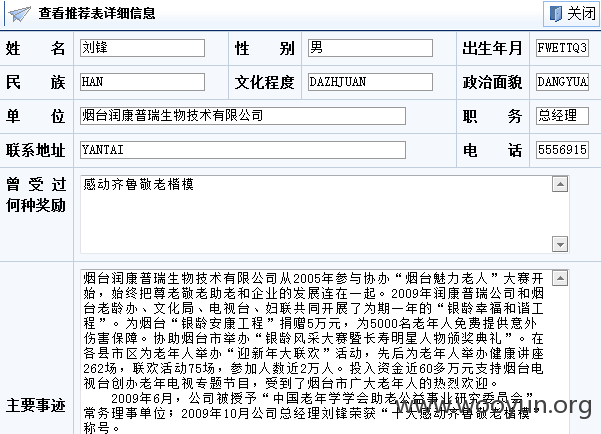 查看推荐表详细信息 关闭
姓名 刘锋 性别 男 出生年月 FWETTQ3
民族 HAN 文化程度 DAZHJUAN 政治面貌 DANGYUA
单位 烟台润康普瑞生物技术有限公司 职务 总经理
联系地址 YANTAI 电话 5556915
曾受过何种奖励 感动齐鲁敬老楷模
主要事迹
烟台润康普瑞生物技术有限公司从2005年参与协办“烟台魅力老人”大赛开
始，始终把尊老敬老助老和企业的发展连在一起。2009年润康普瑞公司和烟
台老龄办、文化局、电视台、妇联共同开展了为期一年的“银龄幸福和谐工
程”。为烟台“银龄安康工程”捐赠5万元，为5000名老年人免费提供意外
伤害保障。协助烟台市举办“银龄风采大赛暨长寿明星人物颁奖典礼”。在
各县市区为老年人举办“迎新年大联欢”活动，先后为老年人举办健康讲座
262场，联欢活动75场，参加人数近2万人。投入资金近60多万元支持烟台电
视台创办老年电视专题节目，受到了烟台市广大老年人的热烈欢迎。
2009年6月，公司被授予“中国老年学学会助老公益事业研究委员会”
常务理事单位；2009年10月公司总经理刘锋荣获“十大感动齐鲁敬老楷模”
称号。
www.wooyun.org